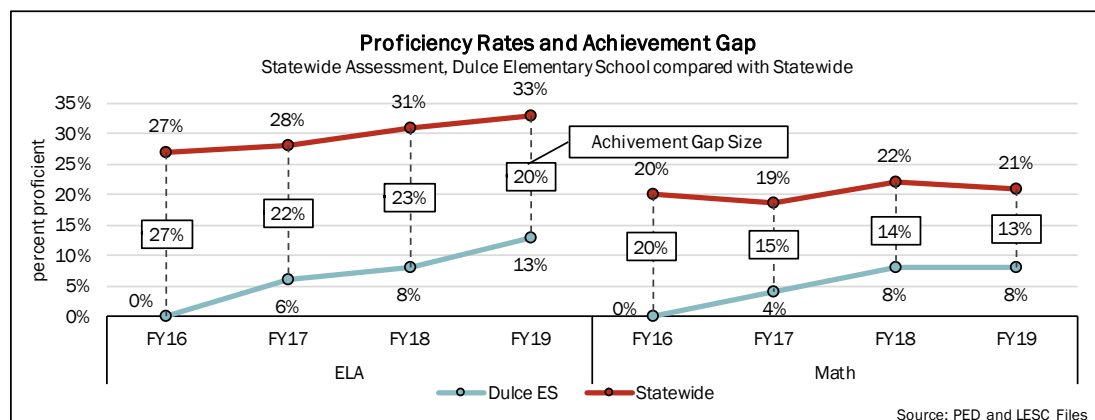 Proficiency Rates and Achievement Gap
Statewide Assessment, Dulce Elementary School compared with Statewide
percent proficient
35%
30%
25%
20%
15%
10%
5%
0%
27%
28%
31%
33%
Achivement Gap Size
27%
22%
23%
20%
0%
6%
8%
13%
20%
19%
22%
21%
20%
15%
14%
13%
0%
4%
8%
8%
FY16
FY17
FY18
FY19
FY16
FY17
FY18
FY19
ELA
Math
Dulce ES
Statewide
Source: PED and LESC Files